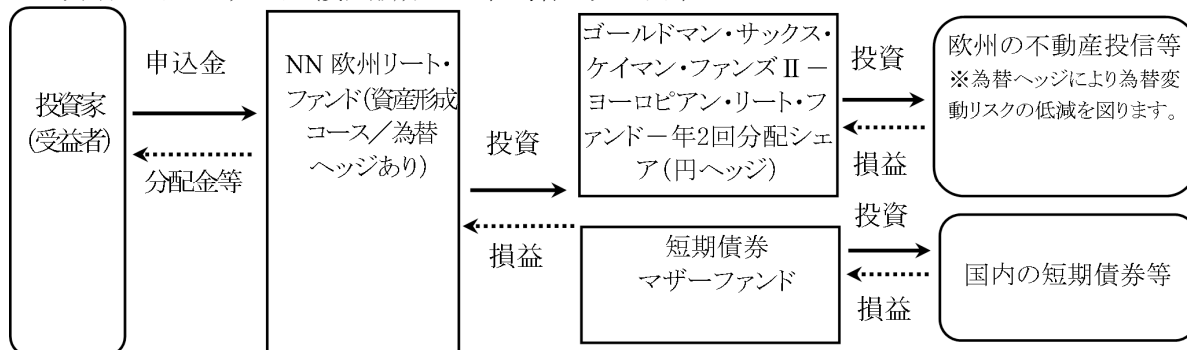 投資家
(受益者)
申込金
分配金等
NN 欧州リート・
ファンド(資産形成
コース／為替
ヘッジあり)
投資
損益
ゴールドマン・サックス・
ケイマン・ファンズⅡ－
ヨーロピアン・リート・フ
ァンド－年2回分配シェ
ア(円ヘッジ)
短期債券
マザーファンド
投資
損益
欧州の不動産投信等
※為替ヘッジにより為替変
動リスクの低減を図ります。
投資
損益
国内の短期債券等